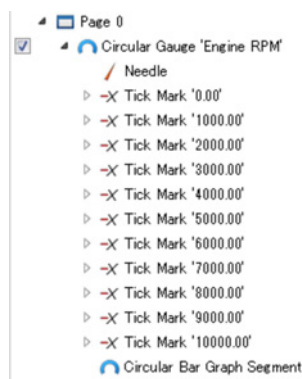 Page 0
Circular Gauge 'Engine RPM'
Needle
Tick Mark '0.00'
Tick Mark '1000.00'
Tick Mark '2000.00'
Tick Mark '3000.00'
Tick Mark '4000.00'
Tick Mark '5000.00'
Tick Mark '6000.00'
Tick Mark '7000.00'
Tick Mark '8000.00'
Tick Mark '9000.00'
Tick Mark '10000.00'
Circular Bar Graph Segment